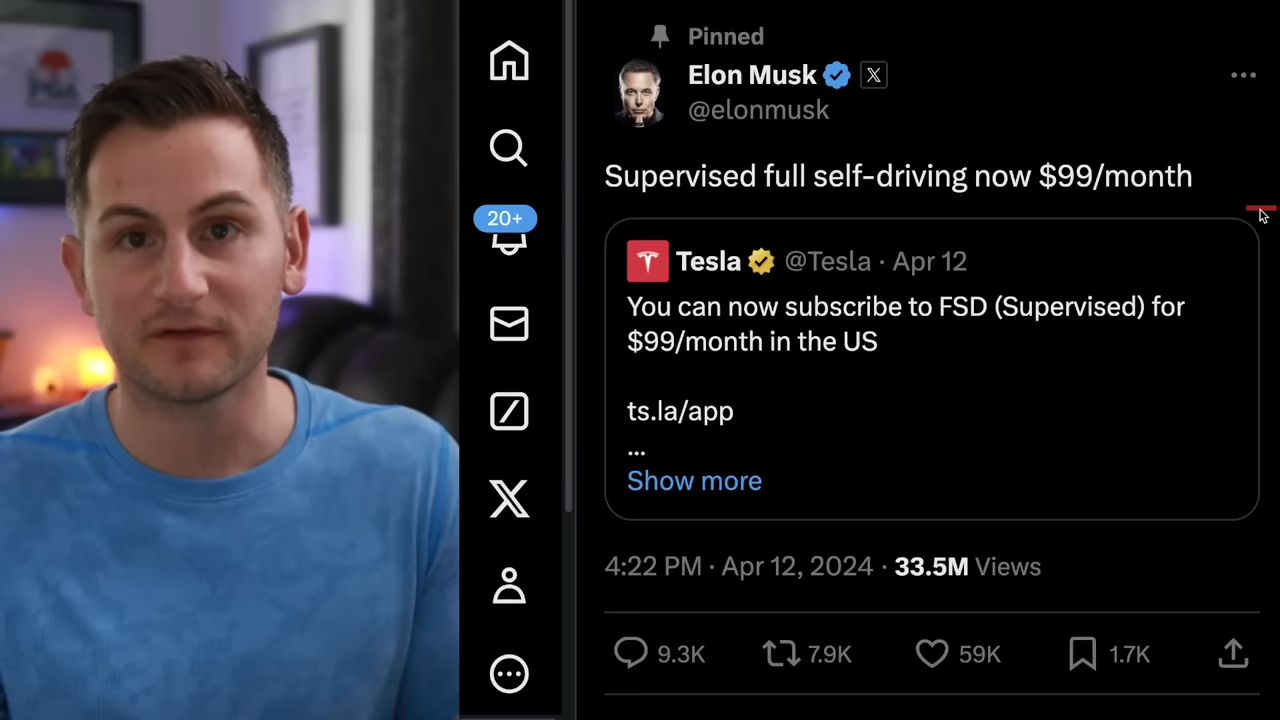 PGA
20+
Pinned
Elon Musk
@elonmusk
Supervised full self-driving now $99/month
Tesla @Tesla · Apr 12
You can now subscribe to FSD (Supervised) for
$99/month in the US
ts.la/app
...
Show more
4:22 PM · Apr 12, 2024 · 33.5M Views
9.3K 7.9K 59K 1.7K